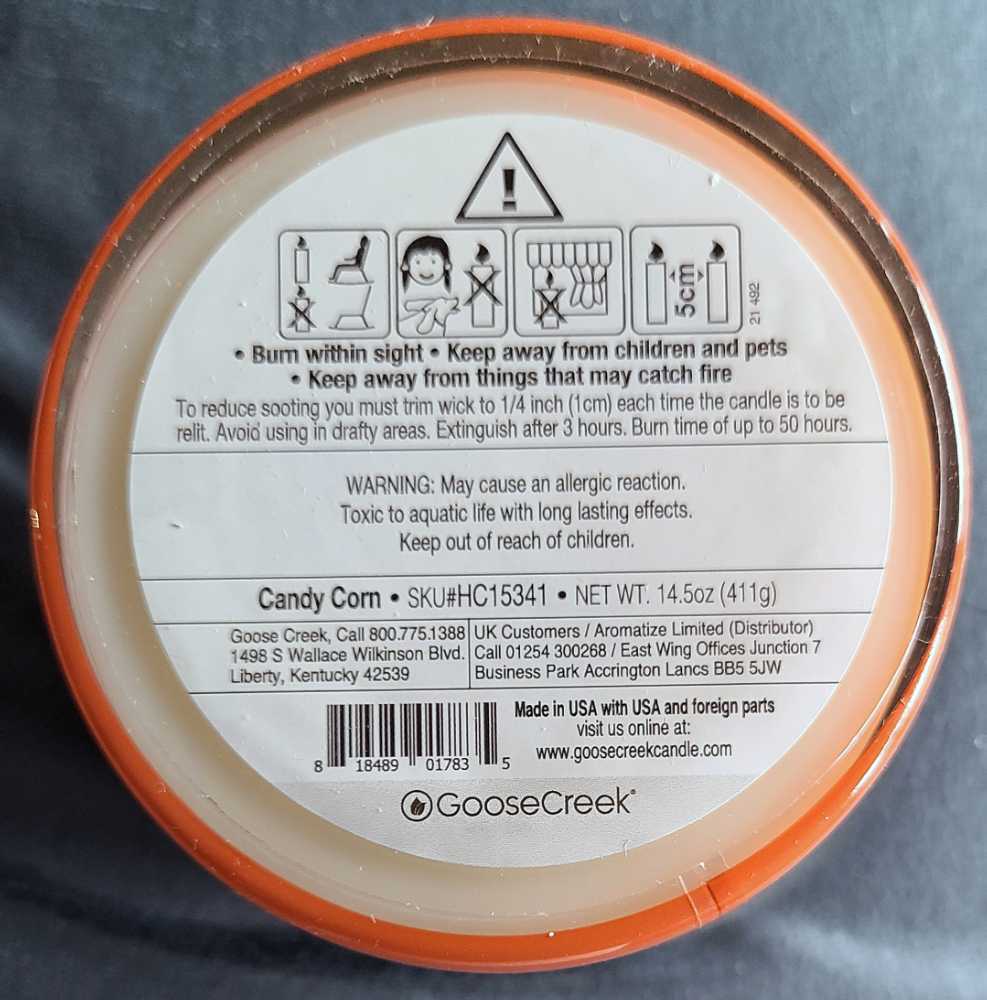 !
5cm
21 492
• Burn within sight • Keep away from children and pets
• Keep away from things that may catch fire
To reduce sooting you must trim wick to 1/4 inch (1cm) each time the candle is to be
relit. Avoid using in drafty areas. Extinguish after 3 hours. Burn time of up to 50 hours.
WARNING: May cause an allergic reaction.
Toxic to aquatic life with long lasting effects.
Keep out of reach of children.
Candy Corn • SKU#HC15341 • NET WT. 14.5oz (411g)
Goose Creek, Call 800.775.1388
1498 S Wallace Wilkinson Blvd.
Liberty, Kentucky 42539
UK Customers / Aromatize Limited (Distributor)
Call 01254 300268 / East Wing Offices Junction 7
Business Park Accrington Lancs BB5 5JW
8 18489 01783 5
Made in USA with USA and foreign parts
visit us online at:
www.goosecreekcandle.com
GooseCreek®